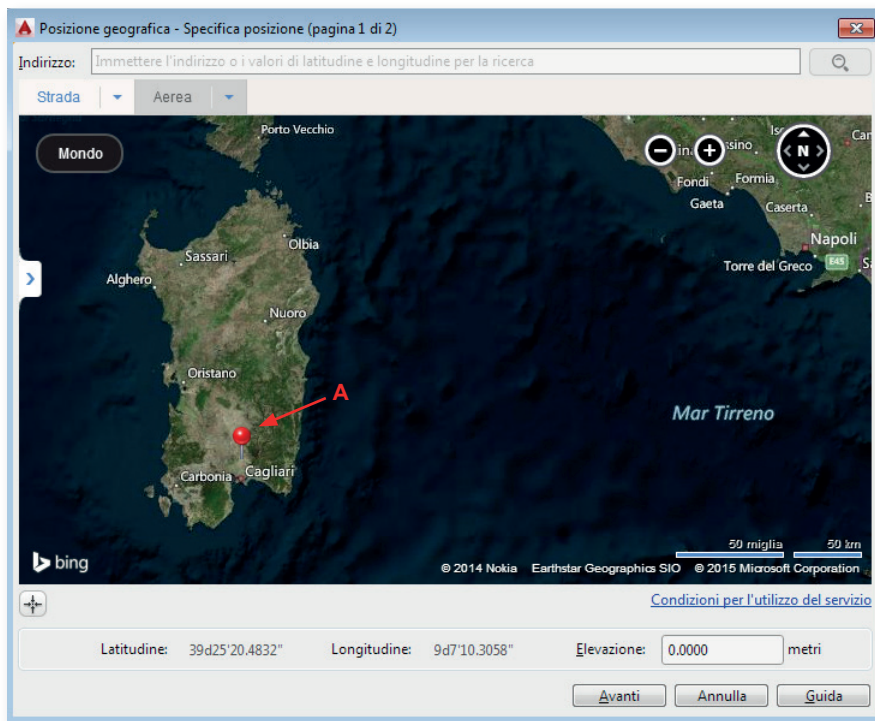 Posizione geografica - Specifica posizione (pagina 1 di 2)
Indirizzo: Immettere l'indirizzo o i valori di latitudine e longitudine per la ricerca
Strada Aerea
Porto Vecchio
Mondo
N
Fondi Formia
Gaeta Caserta
Napoli
E45
Torre del Greco
Sassari Olbia
Alghero
Nuoro
Oristano
A
Mar Tirreno
Carbonia Cagliari
50 miglia 50 km
bing
© 2014 Nokia Earthstar Geographics SIO © 2015 Microsoft Corporation
Condizioni per l'utilizzo del servizio
Latitudine: 39d25'20.4832" Longitudine: 9d7'10.3058" Elevazione: 0.0000 metri
Avanti Annulla Guida